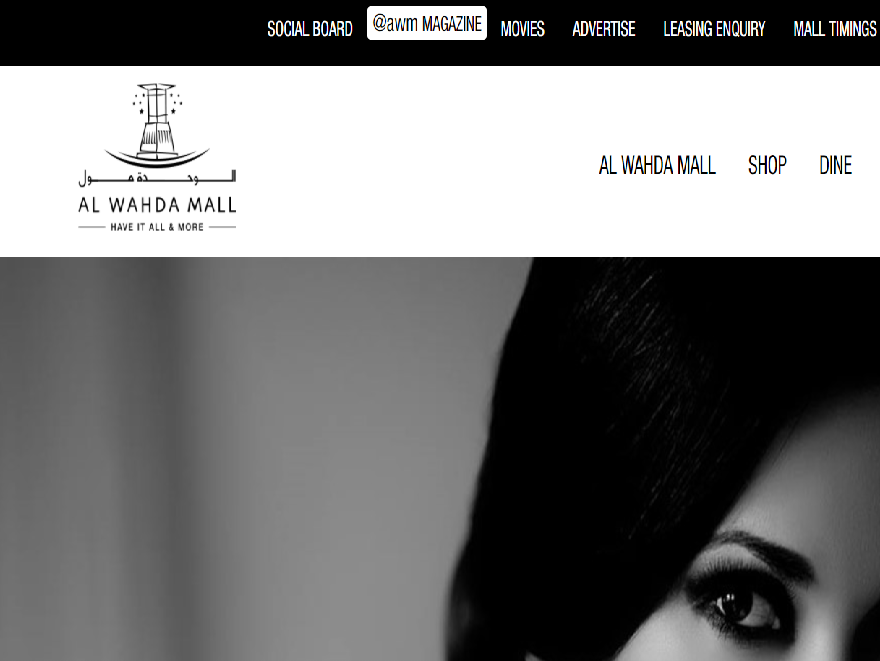 SOCIAL BOARD @awm MAGAZINE MOVIES ADVERTISE LEASING ENQUIRY MALL TIMINGS
الوحدة مول
AL WAHDA MALL
HAVE IT ALL & MORE
AL WAHDA MALL SHOP DINE